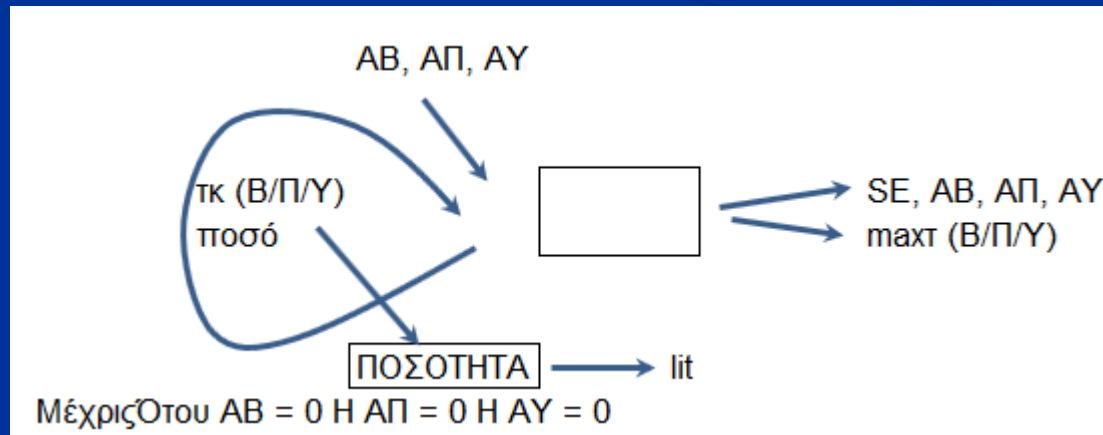 ΑΒ, ΑΠ, ΑΥ
τκ (Β/Π/Υ)
ποσό
SE, ΑΒ, ΑΠ, ΑΥ
maxτ (Β/Π/Υ)
ΠΟΣΟΤΗΤΑ
lit
ΜέχριςΌτου ΑΒ = 0 Η ΑΠ = 0 Η ΑΥ = 0